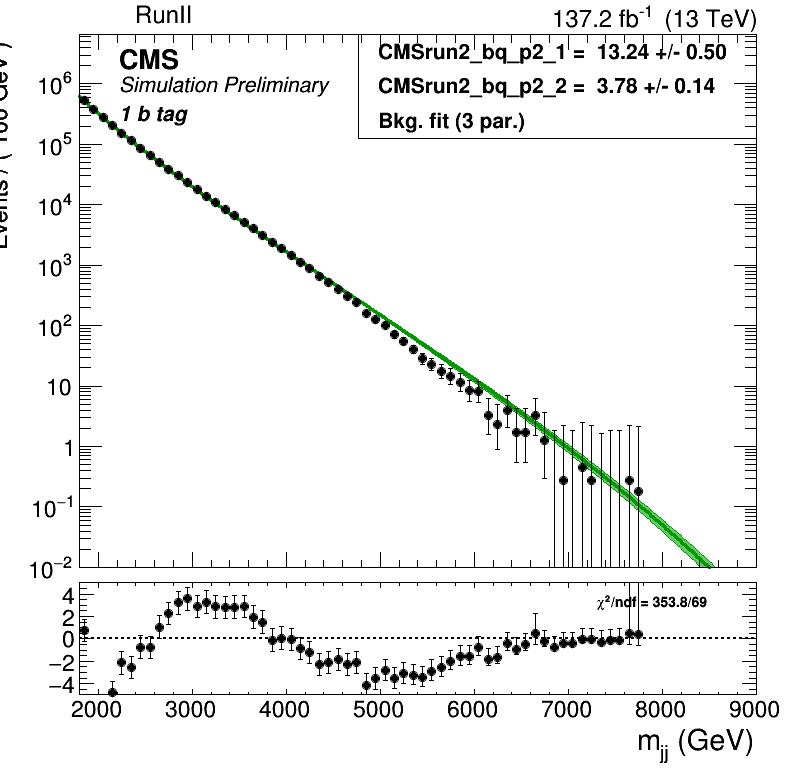 RunII
137.2 fb⁻¹ (13 TeV)
CMS
Simulation Preliminary
1 b tag
CMSrun2_bq_p2_1 = 13.24 +/- 0.50
CMSrun2_bq_p2_2 = 3.78 +/- 0.14
Bkg. fit (3 par.)
10⁶
10⁵
10⁴
10³
10²
10
1
10⁻¹
10⁻²
χ²/ndf = 353.8/69
4
2
0
−2
−4
2000 3000 4000 5000 6000 7000 8000 9000
m_jj (GeV)